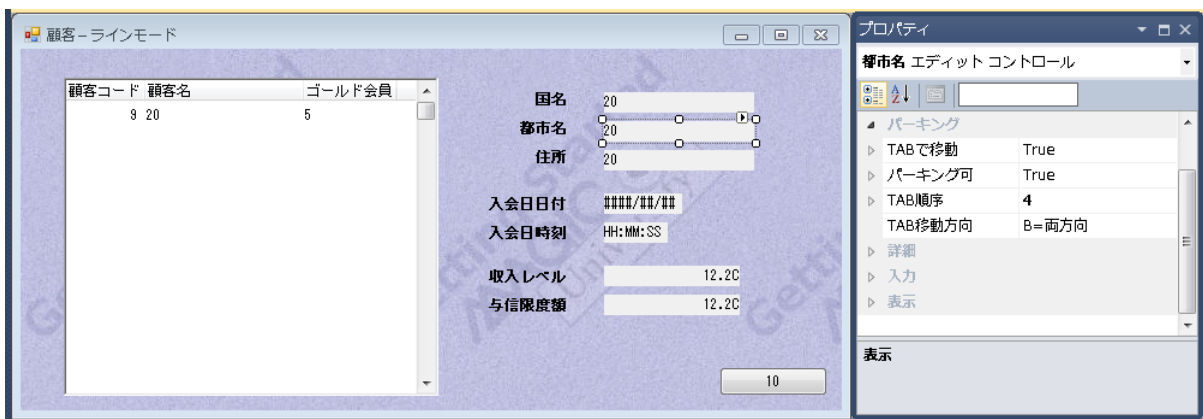 顧客－ラインモード
顧客コード 顧客名 ゴールド会員
9 20 5
国名 20
都市名 20
住所 20
入会日日付 ####/##/##
入会日時刻 HH:MM:SS
収入レベル 12.2C
与信限度額 12.2C
10
Getting Started
Magic
University
プロパティ
都市名 エディット コントロール
パーキング
TABで移動 True
パーキング可 True
TAB順序 4
TAB移動方向 B=両方向
詳細
入力
表示
表示